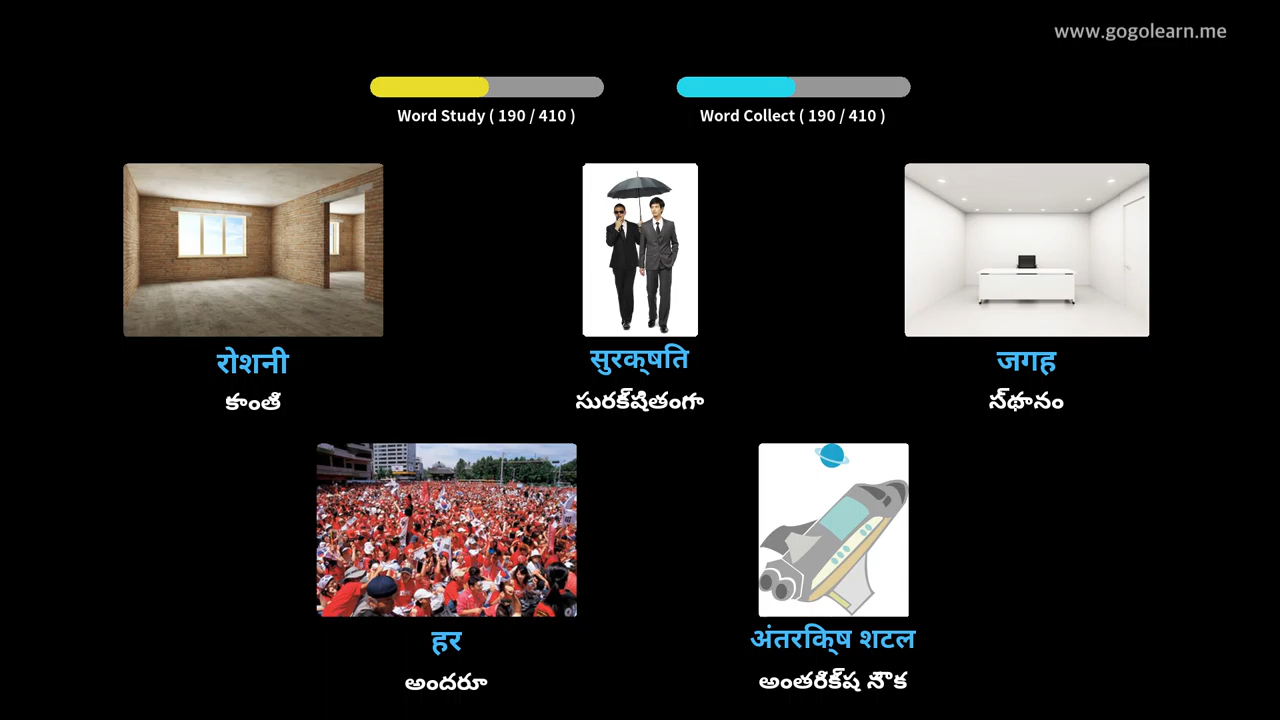 www.gogolearn.me
Word Study ( 190 / 410 )
Word Collect ( 190 / 410 )
रोशनी
सुरक्षति
जगह
కాంతి
సురక్షితంగా
స్థానం
हर
अंतरिक्ष शटल
అందరూ
అంతరిక్ష నౌక